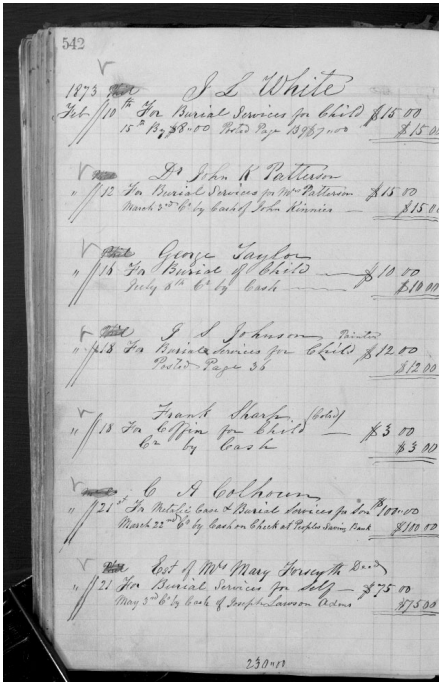 542
1873 J L White
Feb 10th For Burial Services for Child $15.00
15th By $8.00 Posted Page 139 $7.00 $15.00
Dr John K Patterson
" 12 For Burial Services for Mrs Patterson $15.00
March 3rd Cr by Cash of John Kinnier $15.00
George Taylor
" 16 For Burial of Child $10.00
July 8th Cr by Cash $10.00
T S Johnson Painter
" 18 For Burial Services for Child $12.00
Posted Page 36 $12.00
Frank Sharp (Cold)
" 18 For Coffin for Child $3.00
Cr by Cash $3.00
C A Calhoun
" 21st For Metallic Case & Burial Services for Son $100.00
March 22nd Cr by Cash on Check at Peoples Saving Bank $100.00
Est of Mrs Mary Forsyth Decd
" 21 For Burial Services for Self $75.00
May 3rd Cr by Cash of Joseph Lawson Admr $75.00
230.00